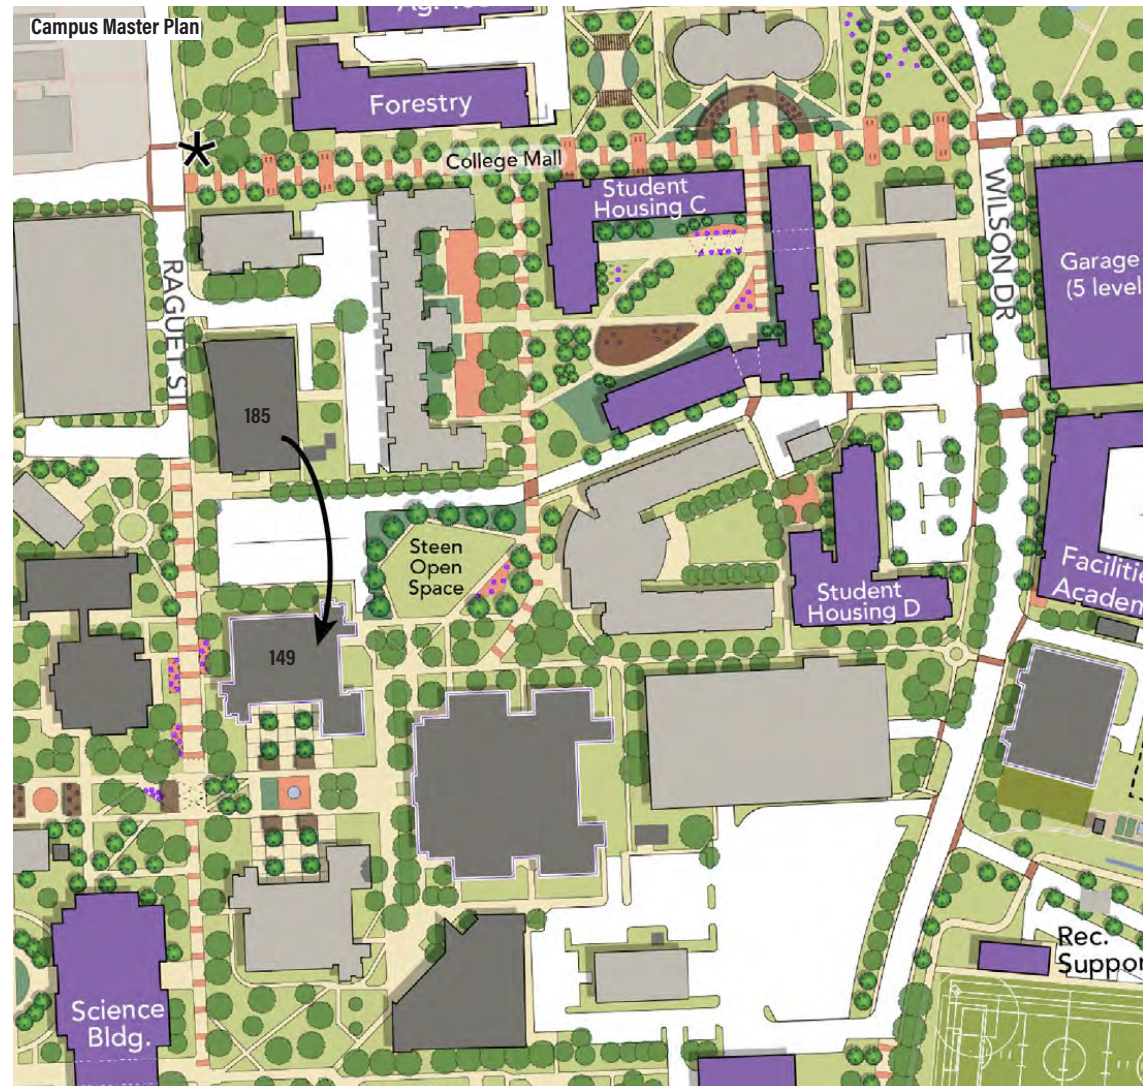 Campus Master Plan
Forestry
*
College Mall
Student
Housing C
WILSON DR
RAGUET ST
Garage
(5 level
185
Steen
Open
Space
Student
Housing D
Faciliti
Academ
149
Rec.
Suppor
Science
Bldg.